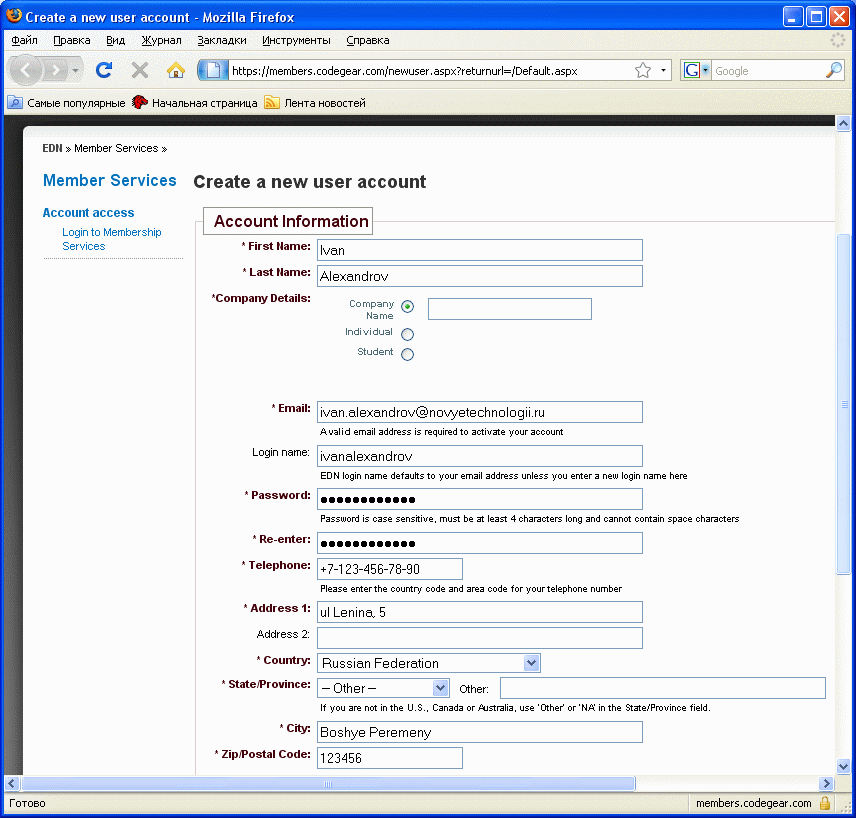 Create a new user account - Mozilla Firefox
Файл Правка Вид Журнал Закладки Инструменты Справка
https://members.codegear.com/newuser.aspx?returnurl=/Default.aspx
G Google
Самые популярные Начальная страница Лента новостей
EDN » Member Services »
Member Services
Account access
Login to Membership
Services
Create a new user account
Account Information
* First Name: Ivan
* Last Name: Alexandrov
*Company Details: Company
Name
Individual
Student
* Email: ivan.alexandrov@novyetechnologii.ru
A valid email address is required to activate your account
Login name: ivanalexandrov
EDN login name defaults to your email address unless you enter a new login name here
* Password: ●●●●●●●●●●●●
Password is case sensitive, must be at least 4 characters long and cannot contain space characters
* Re-enter: ●●●●●●●●●●●●
* Telephone: +7-123-456-78-90
Please enter the country code and area code for your telephone number
* Address 1: ul Lenina, 5
Address 2:
* Country: Russian Federation
* State/Province: -- Other -- Other:
If you are not in the U.S., Canada or Australia, use 'Other' or 'NA' in the State/Province field.
* City: Boshye Peremeny
* Zip/Postal Code: 123456
Готово members.codegear.com